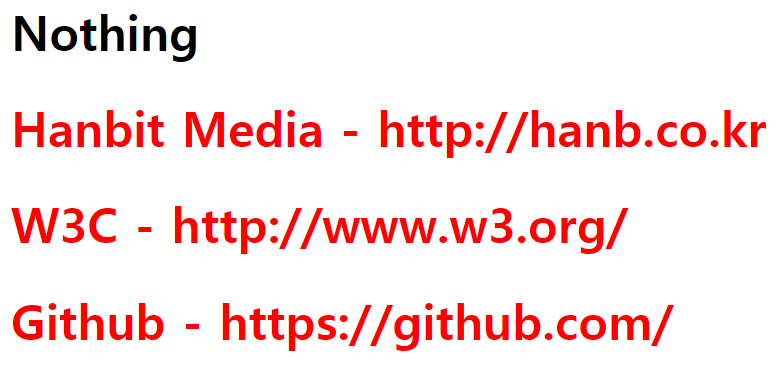 Nothing
Hanbit Media - http://hanb.co.kr
W3C - http://www.w3.org/
Github - https://github.com/